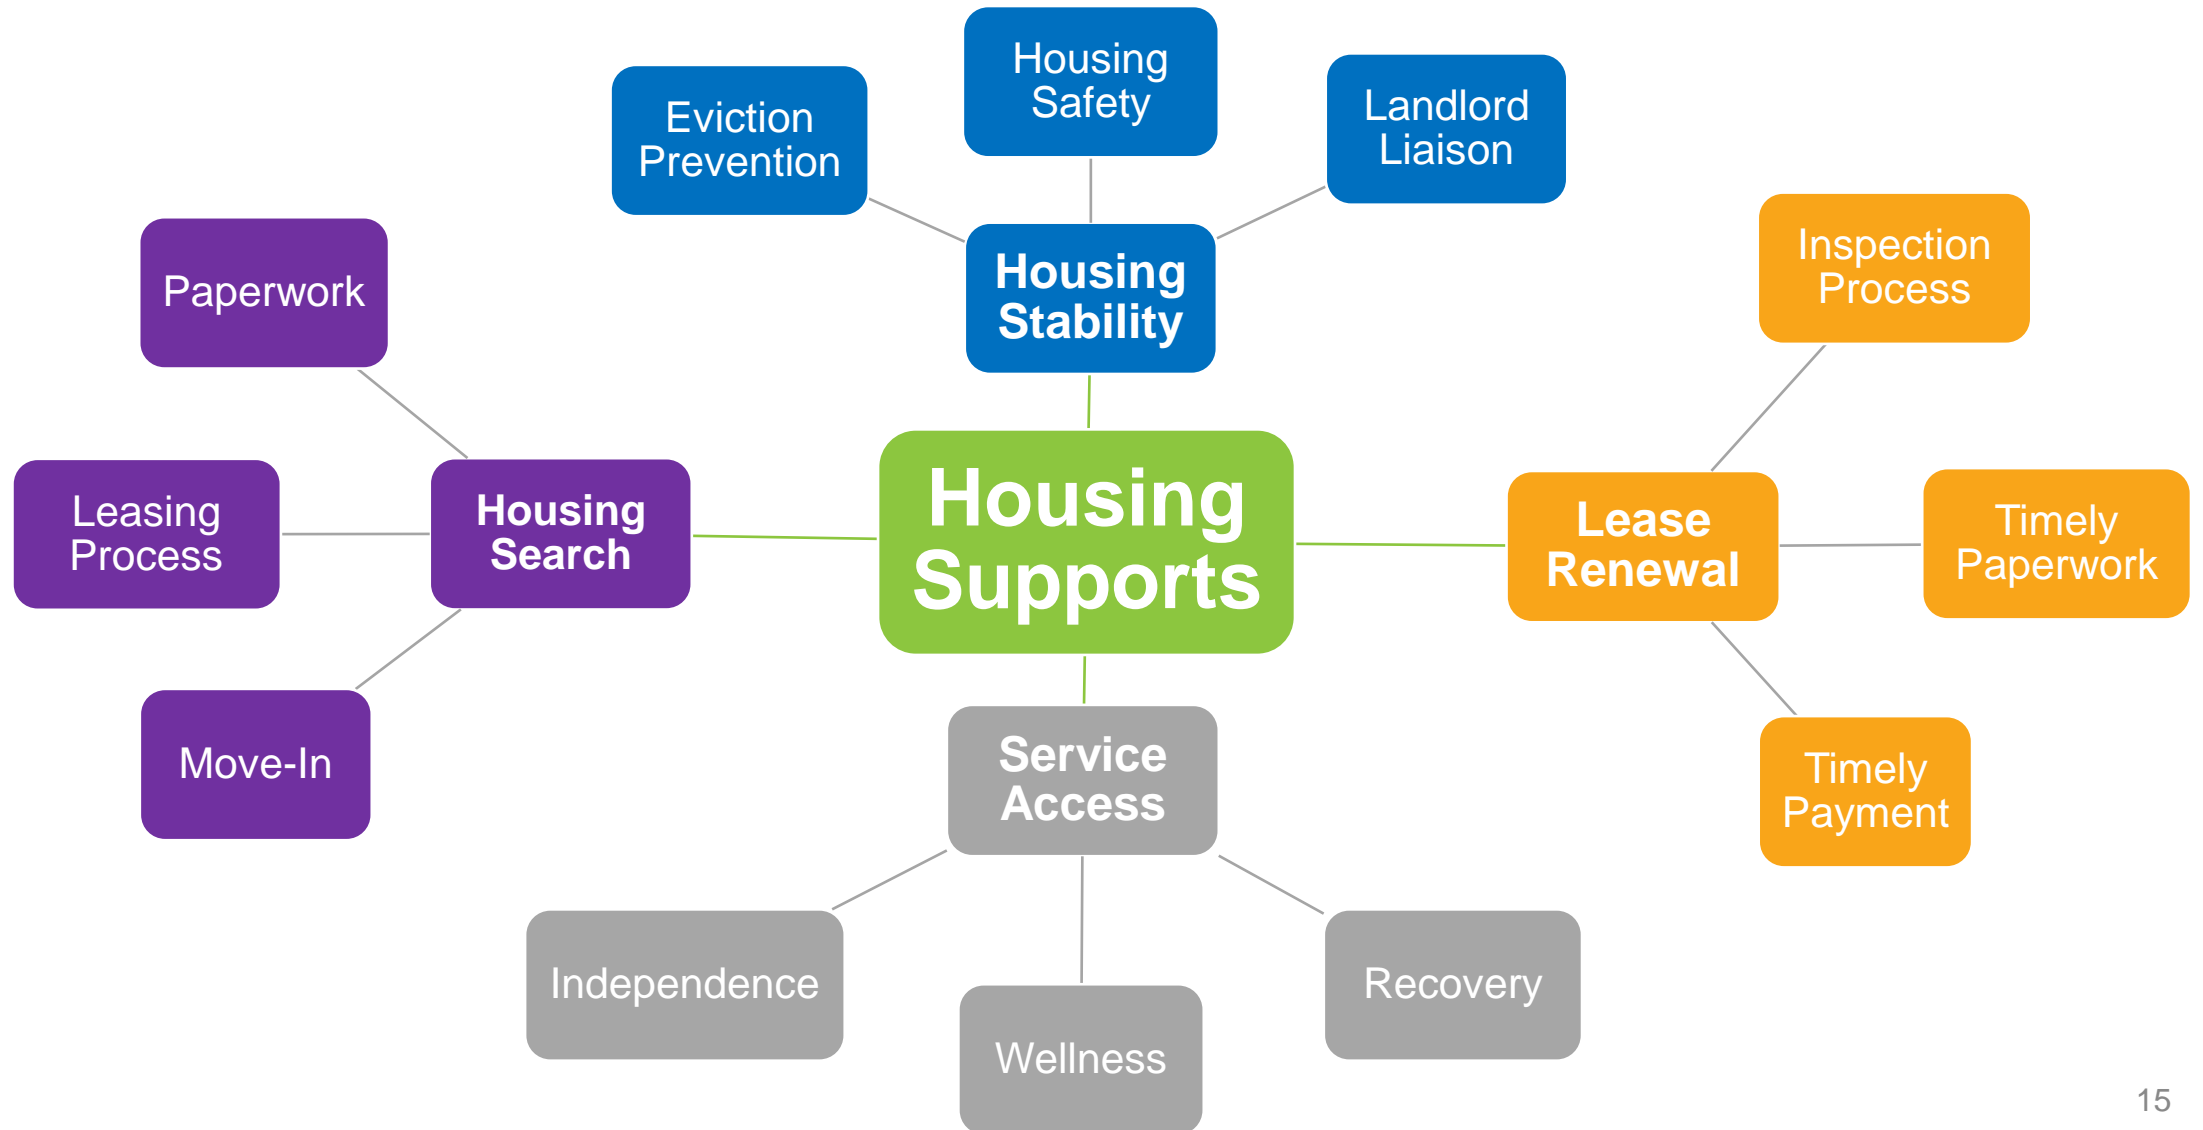 Housing
Safety
Eviction
Prevention
Landlord
Liaison
Housing
Stability
Inspection
Process
Paperwork
Leasing
Process
Housing
Search
Housing
Supports
Lease
Renewal
Timely
Paperwork
Move-In
Service
Access
Timely
Payment
Independence
Wellness
Recovery
15